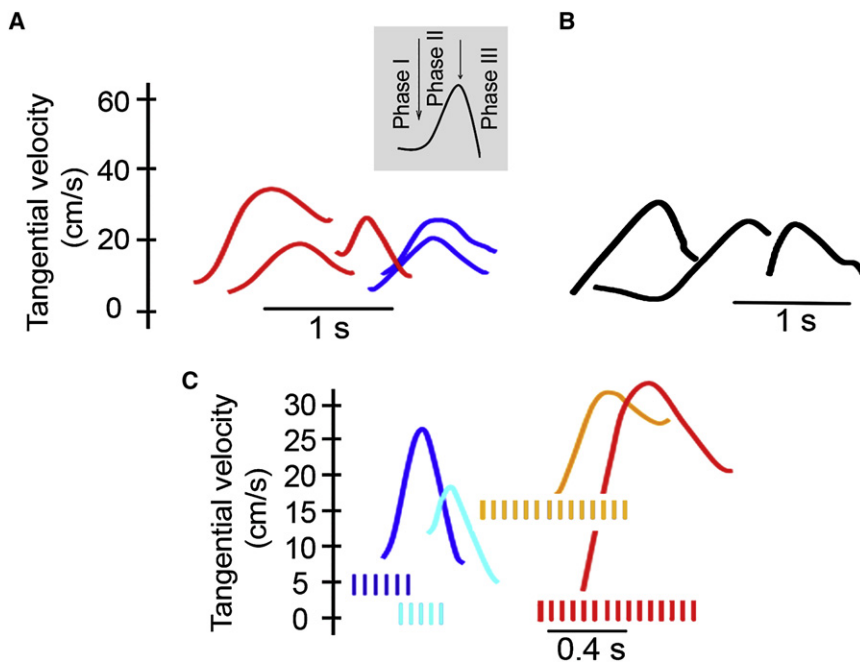 A
B
Phase I
Phase II
Phase III
Tangential velocity
(cm/s)
60
40
20
0
1 s
1 s
C
Tangential velocity
(cm/s)
30
25
20
15
10
5
0
0.4 s